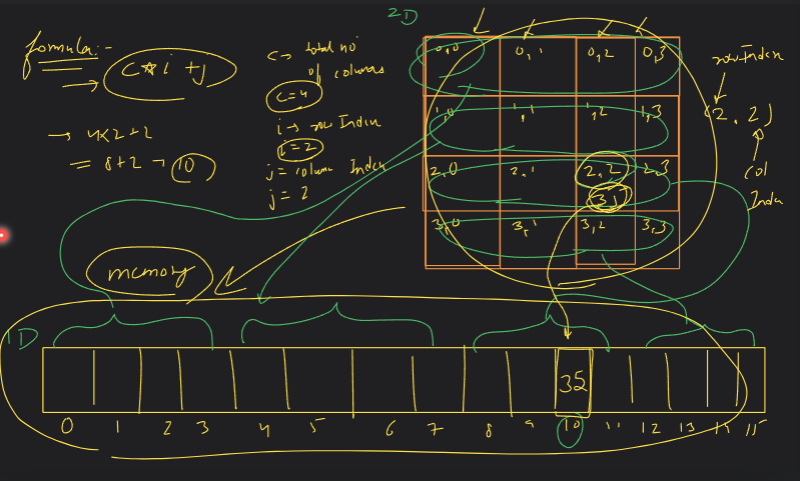 2D
formula:-
→ c*i+j
c → total no
of columns
c=4
i → row Index
i=2
j= column Index
j= 2
→ 4x2+2
= 8+2 → 10
0,0 0,1 0,2 0,3
1,0 1,1 1,2 1,3
2,0 2,1 2,2 2,3
3,0 3,1 3,2 3,3
row Index
(2,2)
col
Index
memory
1D
35
0 1 2 3 4 5 6 7 8 9 10 11 12 13 14 15